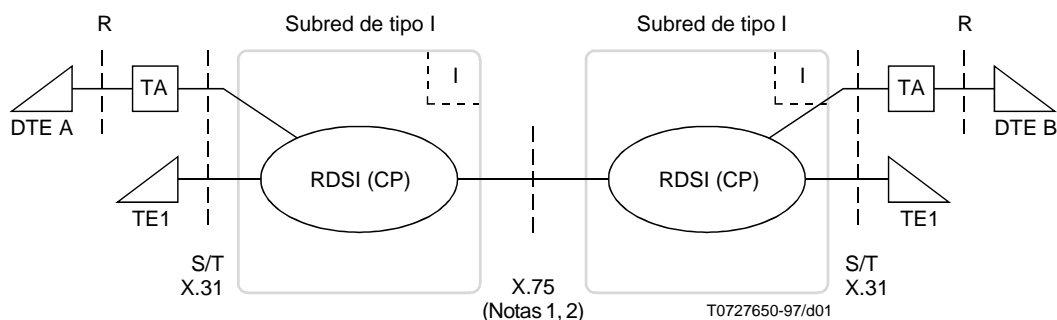 R
Subred de tipo I
Subred de tipo I
R
I
I
TA
TA
DTE A
DTE B
RDSI (CP)
RDSI (CP)
TE1
TE1
S/T
X.31
X.75
(Notas 1, 2)
S/T
X.31
T0727650-97/d01